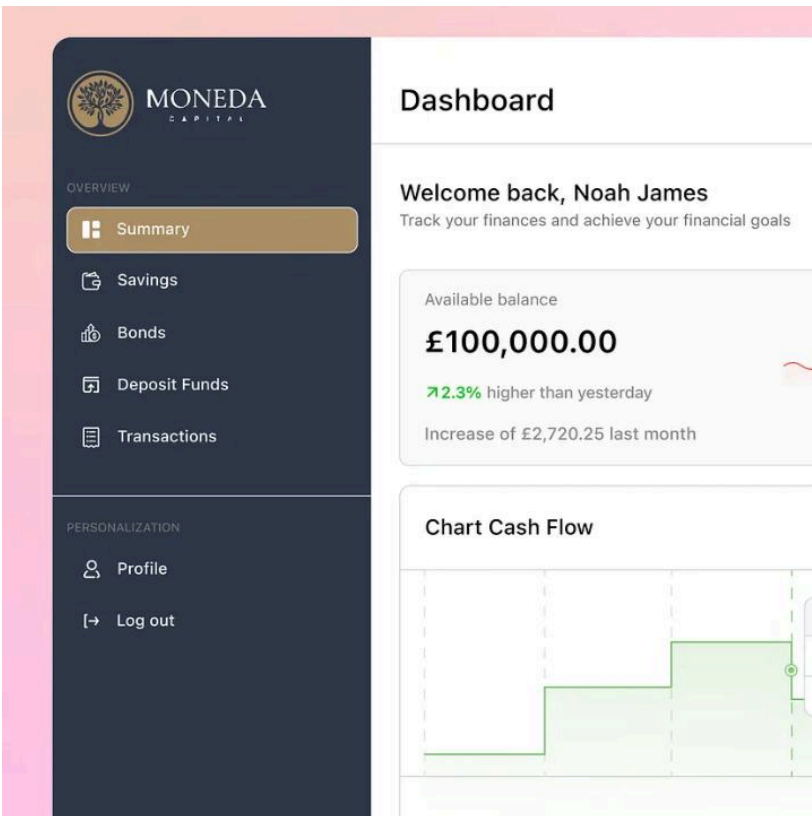 MONEDA
CAPITAL
Dashboard
OVERVIEW
Summary
Savings
Bonds
Deposit Funds
Transactions
PERSONALIZATION
Profile
Log out
Welcome back, Noah James
Track your finances and achieve your financial goals
Available balance
£100,000.00
2.3% higher than yesterday
Increase of £2,720.25 last month
Chart Cash Flow